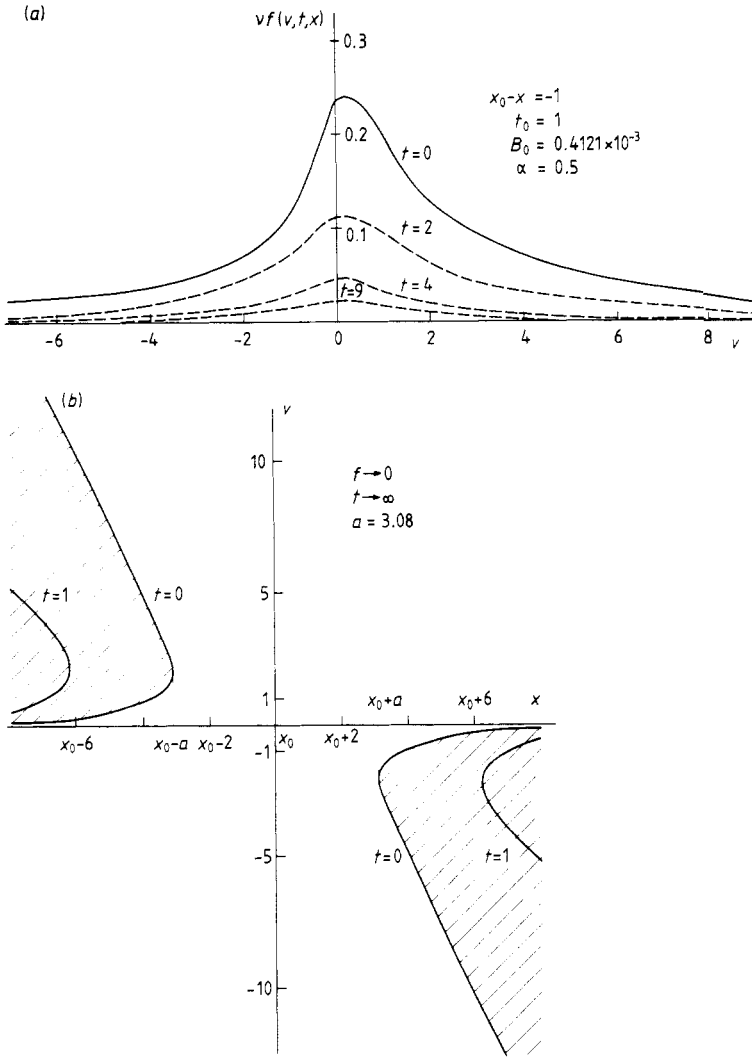 (a)
νf(v,t,x)
0.3
x₀-x = -1
t₀ = 1
B₀ = 0.4121×10⁻³
α = 0.5
0.2
t=0
0.1
t=2
t=4
t=9
-6 -4 -2 0 2 4 6 8 v
(b)
v
10
f→0
t→∞
a = 3.08
5
t=1
t=0
1
x₀+a
x₀+6
x
x₀-6
x₀-a
x₀-2
x₀
x₀+2
-1
-5
t=0
t=1
-10